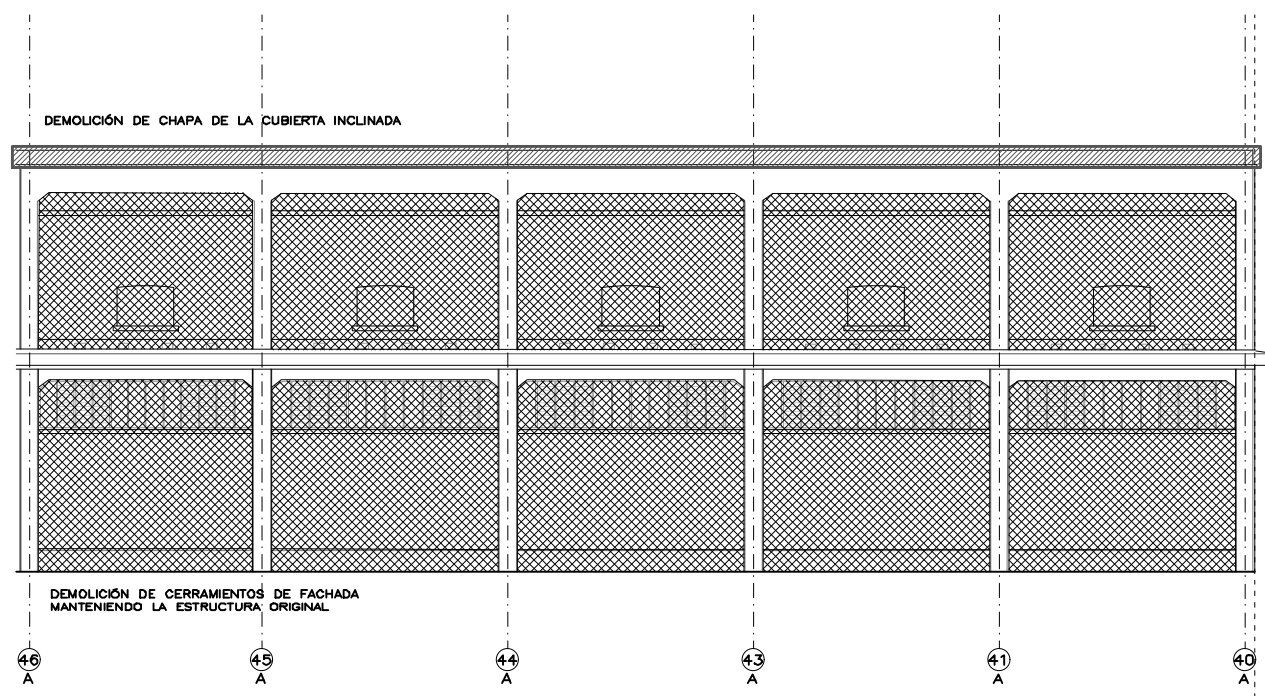 DEMOLICIÓN DE CHAPA DE LA CUBIERTA INCLINADA
DEMOLICIÓN DE CERRAMIENTOS DE FACHADA
MANTENIENDO LA ESTRUCTURA ORIGINAL
46 45 44 43 41 40
A A A A A A